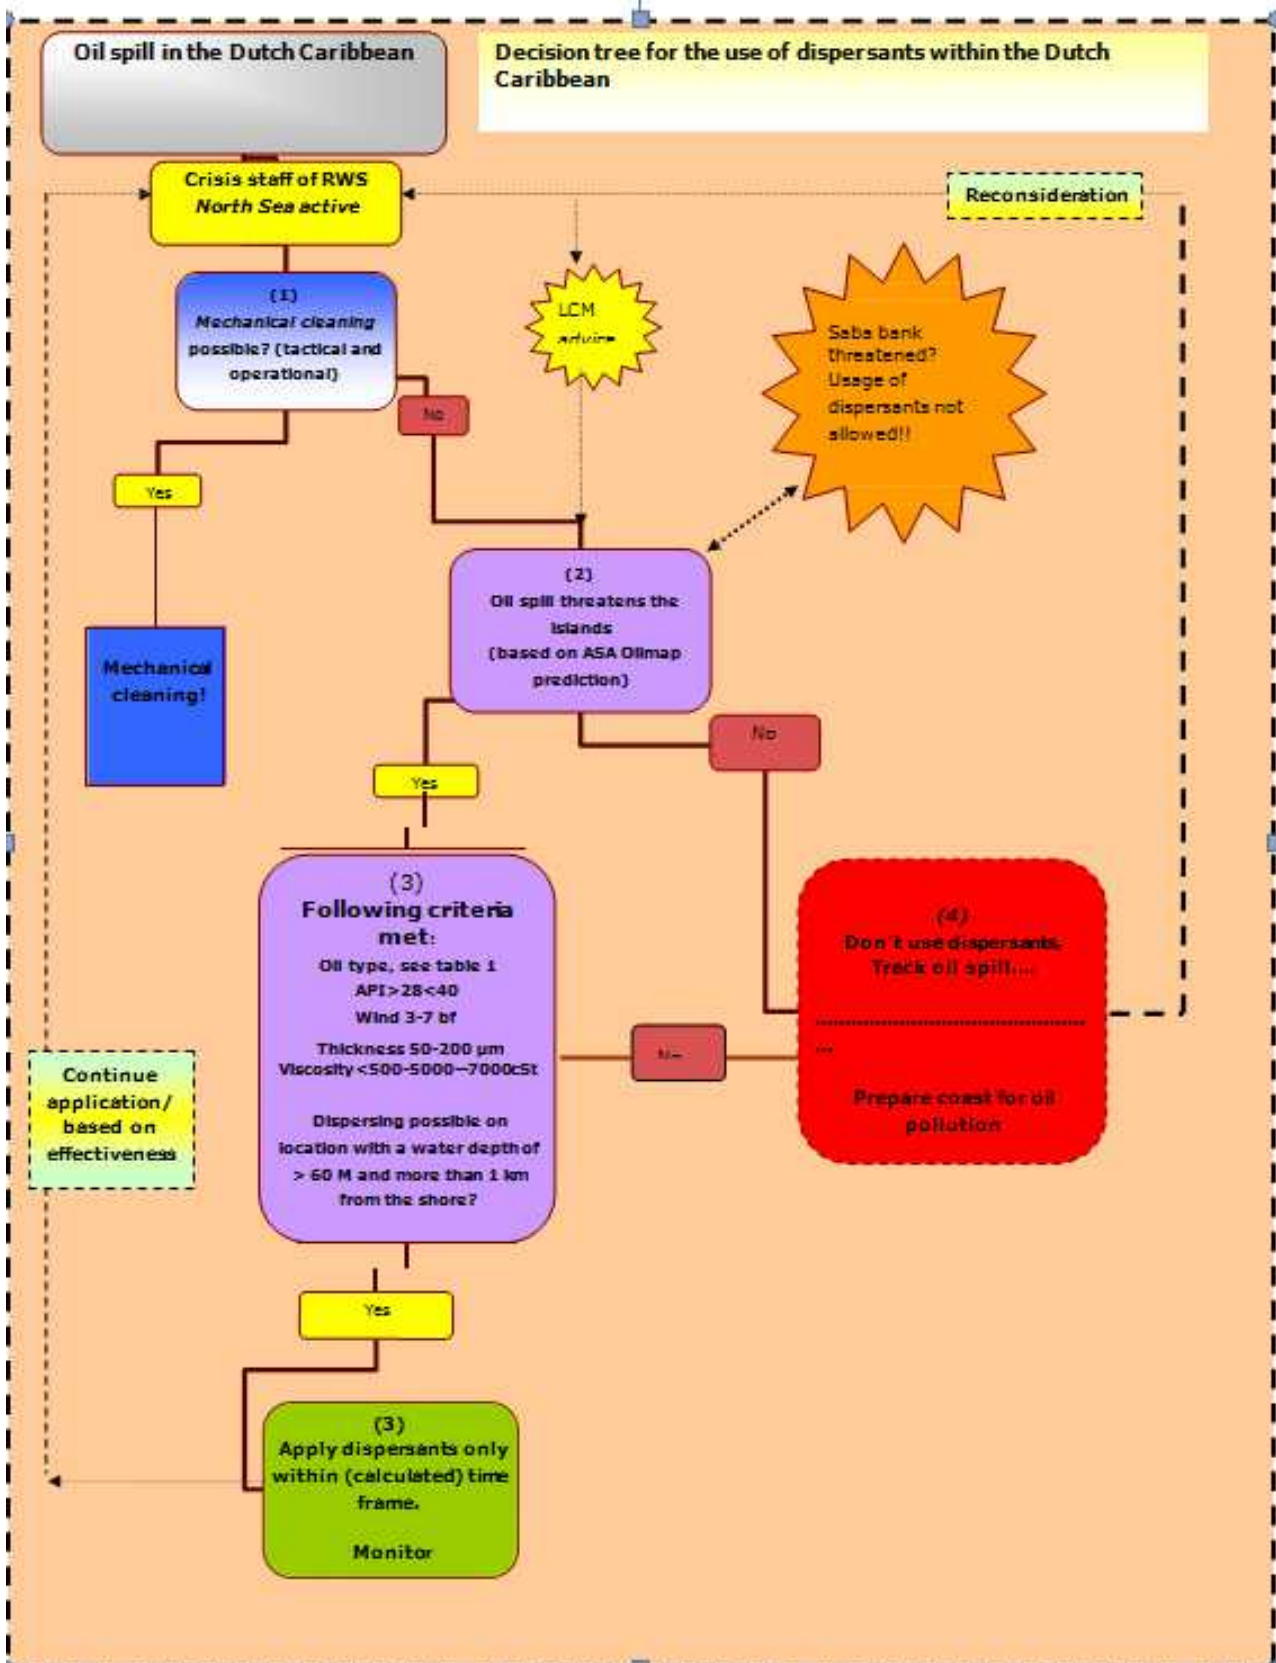 Oil spill in the Dutch Caribbean
Decision tree for the use of dispersants within the Dutch
Caribbean
Crisis staff of RWS
North Sea active
Reconsideration
(1)
Mechanical cleaning
possible? (tactical and
operational)
LCM
advice
Saba bank
threatened?
Usage of
dispersants not
allowed!!
No
Yes
(2)
Oil spill threatens the
islands
(based on ASA Oilmap
prediction)
Mechanical
cleaning!
No
Yes
(3)
Following criteria
met:
Oil type, see table 1
API>28<40
Wind 3-7 bf
Thickness 50-200 µm
Viscosity <500-5000--7000cSt
Dispersing possible on
location with a water depth of
> 60 M and more than 1 km
from the shore?
(4)
Don't use dispersants,
Track oil spill....
...
Prepare coast for oil
pollution
Continue
application/
based on
effectiveness
Yes
(3)
Apply dispersants only
within (calculated) time
frame.
Monitor